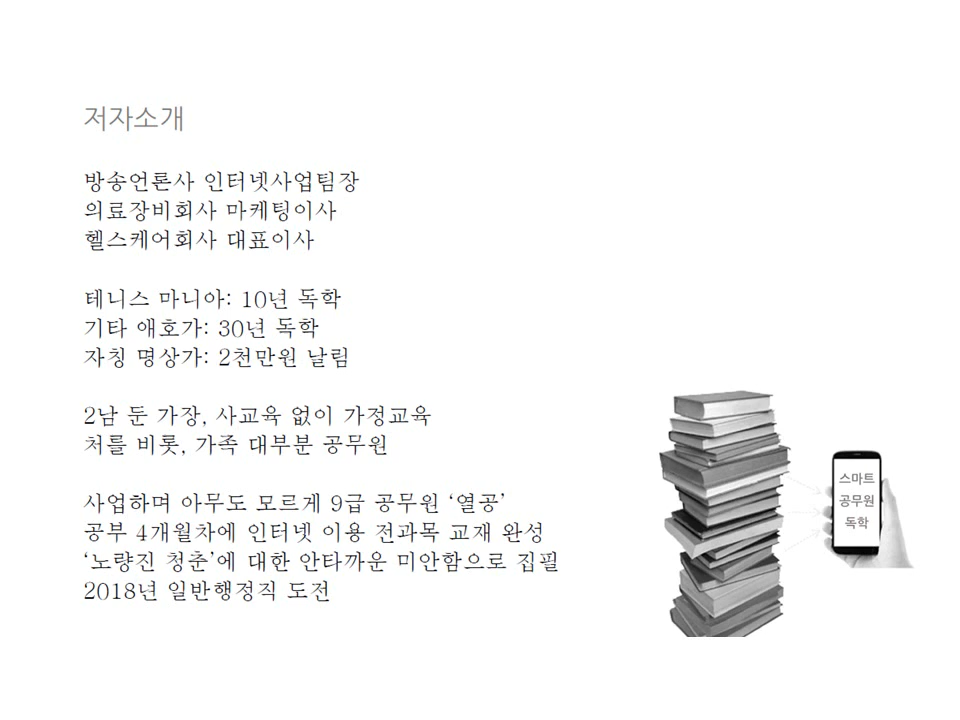 저자소개
방송언론사 인터넷사업팀장
의료장비회사 마케팅이사
헬스케어회사 대표이사
테니스 마니아: 10년 독학
기타 애호가: 30년 독학
자칭 명상가: 2천만원 날림
2남 둔 가장, 사교육 없이 가정교육
처를 비롯, 가족 대부분 공무원
사업하며 아무도 모르게 9급 공무원 ‘열공’
공부 4개월차에 인터넷 이용 전과목 교재 완성
‘노량진 청춘’에 대한 안타까운 미안함으로 집필
2018년 일반행정직 도전
스마트
공무원
독학